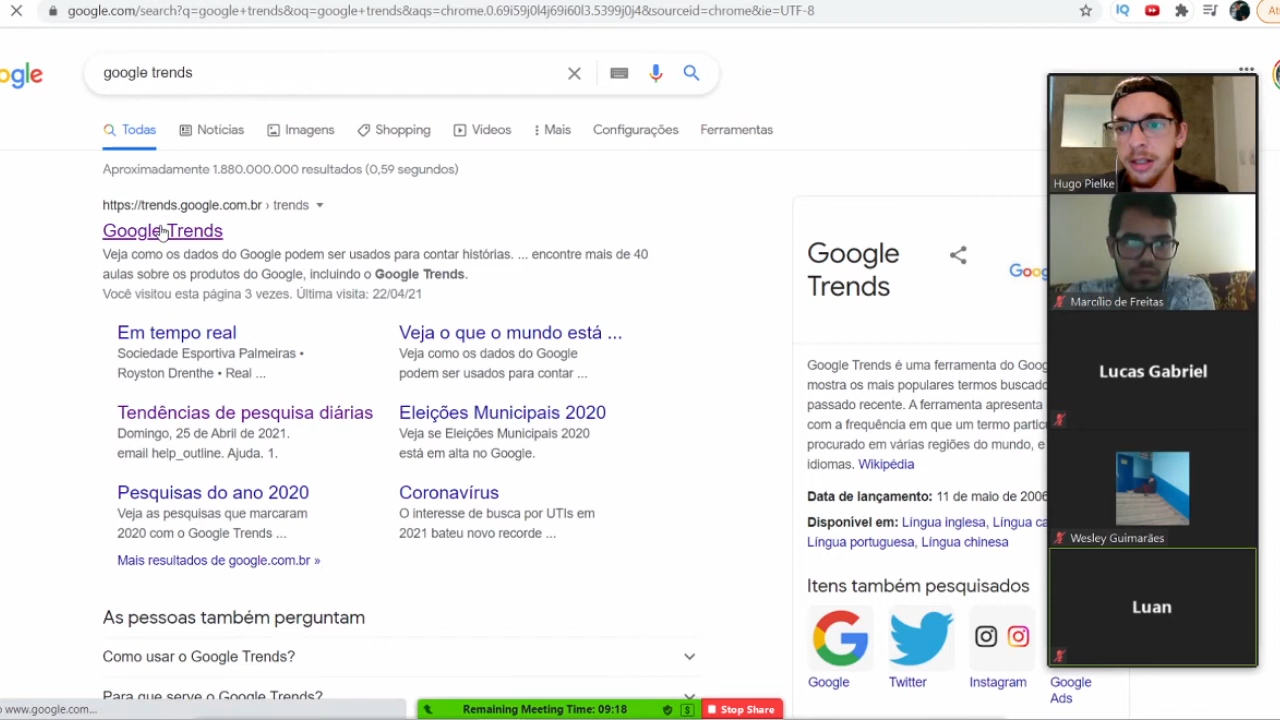 google.com/search?q=google+trends&oq=google+trends&aqs=chrome.0.69i59j0l4j69i60l3.5399j0j4&sourceid=chrome&ie=UTF-8
ogle
google trends
Todas
Notícias
Imagens
Shopping
Vídeos
Mais
Configurações
Ferramentas
Aproximadamente 1.880.000.000 resultados (0,59 segundos)
https://trends.google.com.br › trends
Google Trends
Veja como os dados do Google podem ser usados para contar histórias. ... encontre mais de 40
aulas sobre os produtos do Google, incluindo o Google Trends.
Você visitou esta página 3 vezes. Última visita: 22/04/21
Em tempo real
Sociedade Esportiva Palmeiras •
Royston Drenthe • Real ...
Veja o que o mundo está ...
Veja como os dados do Google
podem ser usados para contar ...
Tendências de pesquisa diárias
Domingo, 25 de Abril de 2021.
email help_outline. Ajuda. 1.
Eleições Municipais 2020
Veja se Eleições Municipais 2020
está em alta no Google.
Pesquisas do ano 2020
Veja as pesquisas que marcaram
2020 com o Google Trends ...
Coronavírus
O interesse de busca por UTIs em
2021 bateu novo recorde ...
Mais resultados de google.com.br »
As pessoas também perguntam
Como usar o Google Trends?
Para que serve o Google Trends?
www.google.com...
Google
Trends
Goog
Google Trends é uma ferramenta do Goog
mostra os mais populares termos buscado
passado recente. A ferramenta apresenta
com a frequência em que um termo particu
procurado em várias regiões do mundo, e
idiomas. Wikipédia
Data de lançamento: 11 de maio de 2006
Disponível em: Língua inglesa, Língua ca
Língua portuguesa, Língua chinesa
Itens também pesquisados
Google
Twitter
Instagram
Google
Ads
IQ
At
Hugo Pielke
Marcílio de Freitas
Lucas Gabriel
Wesley Guimarães
Luan
Remaining Meeting Time: 09:18
Stop Share